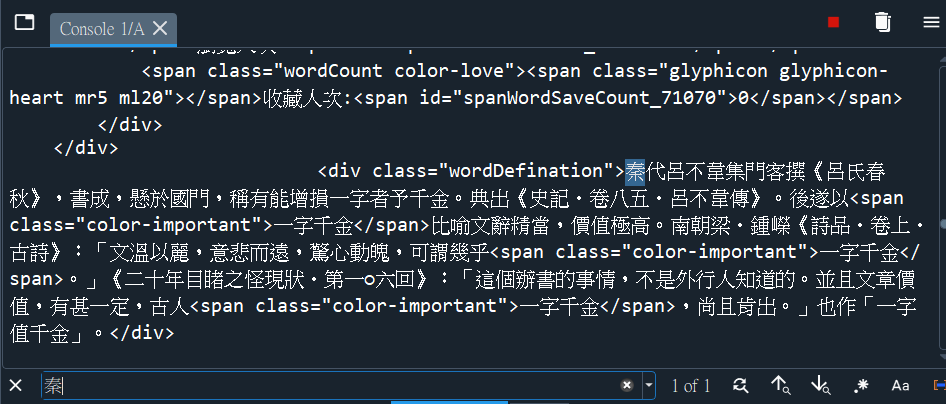 Console 1/A
<span class="wordCount color-love"><span class="glyphicon glyphicon-
heart mr5 ml20"></span>收藏人次:<span id="spanWordSaveCount_71070">0</span></span>
</div>
</div>
<div class="wordDefination">秦代呂不韋集門客撰《呂氏春
秋》，書成，懸於國門，稱有能增損一字者予千金。典出《史記．卷八五．呂不韋傳》。後遂以<span
class="color-important">一字千金</span>比喻文辭精當，價值極高。南朝梁．鍾嶸《詩品．卷上．
古詩》：「文溫以麗，意悲而遠，驚心動魄，可謂幾乎<span class="color-important">一字千金</
span>。」《二十年目睹之怪現狀．第一○六回》：「這個辦書的事情，不是外行人知道的。並且文章價
值，有甚一定，古人<span class="color-important">一字千金</span>，尚且肯出。」也作「一字
值千金」。</div>
秦
1 of 1
.*
Aa